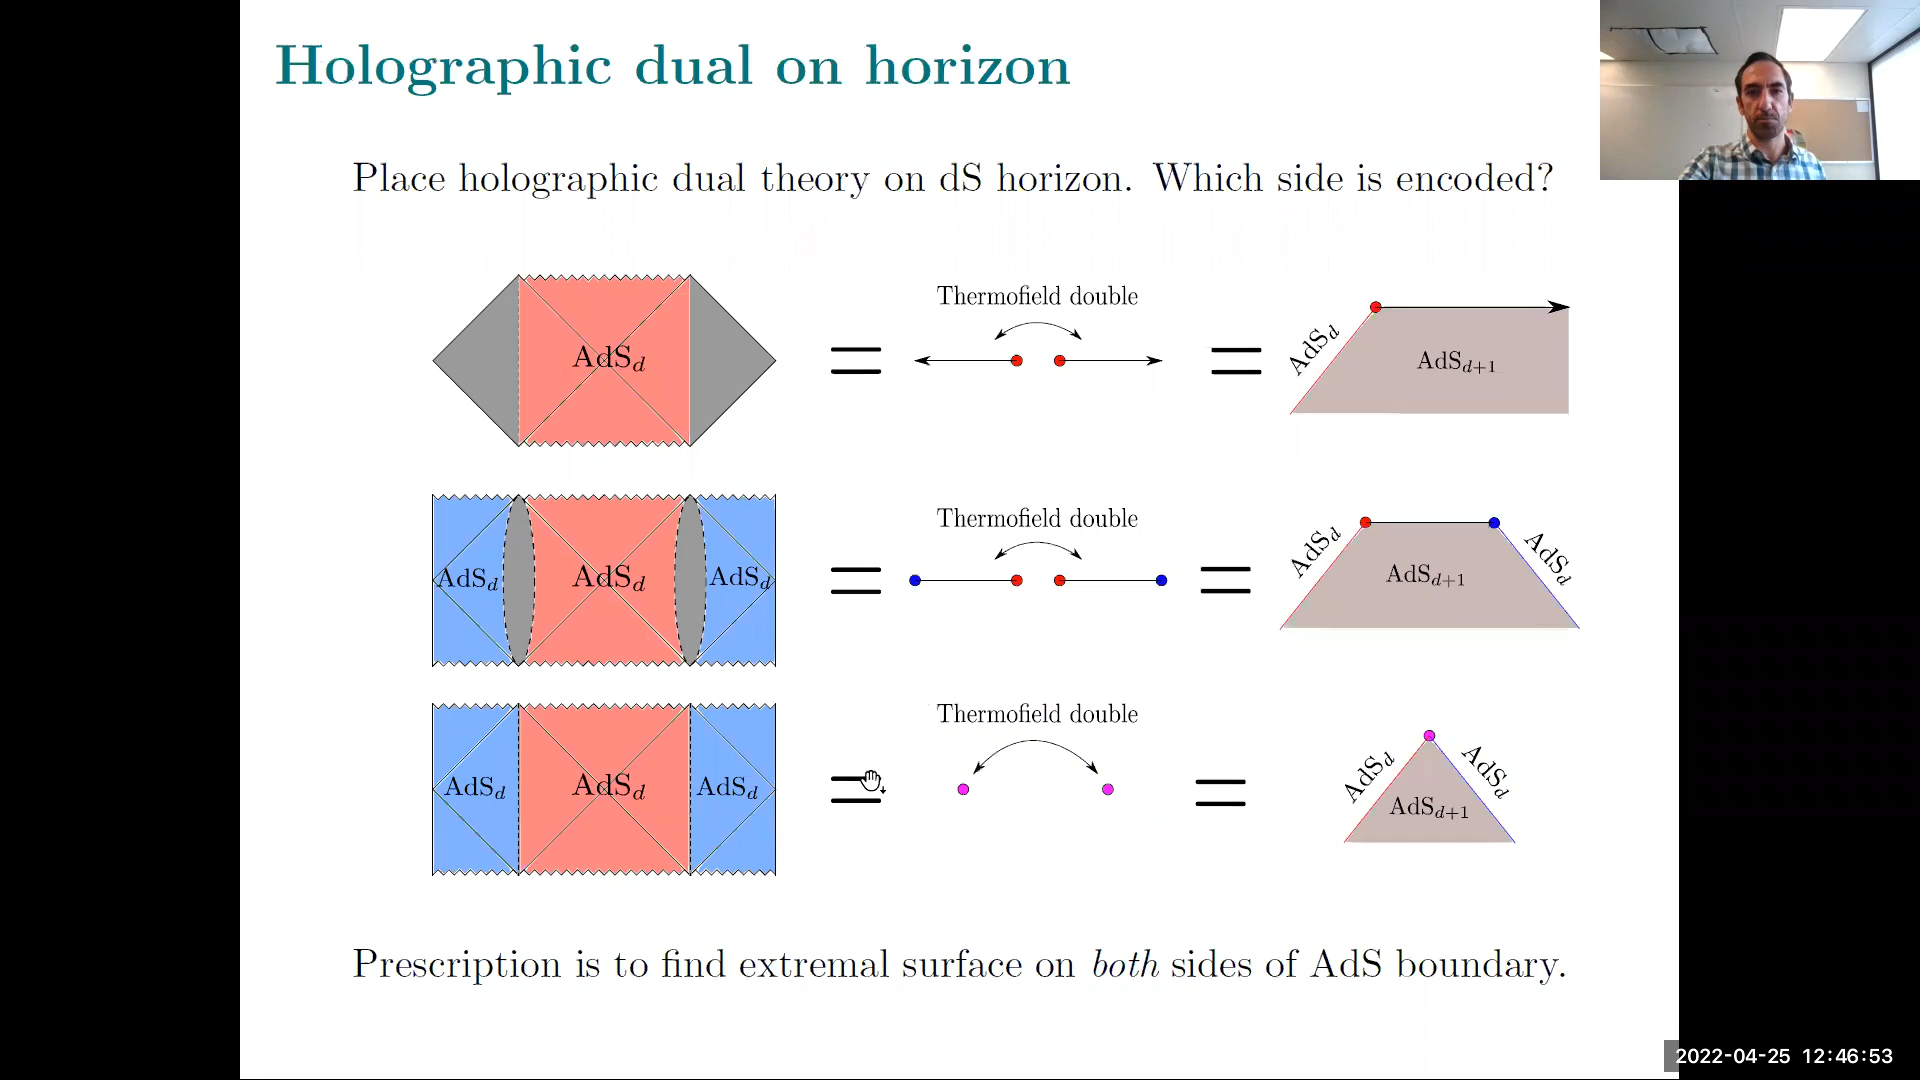 Holographic dual on horizon
Place holographic dual theory on dS horizon. Which side is encoded?
AdS_d
Thermofield double
AdS_d
AdS_{d+1}
AdS_d
AdS_d
AdS_d
Thermofield double
AdS_d
AdS_{d+1}
AdS_d
AdS_d
AdS_d
AdS_d
Thermofield double
AdS_d
AdS_{d+1}
AdS_d
Prescription is to find extremal surface on both sides of AdS boundary.
2022-04-25 12:46:53